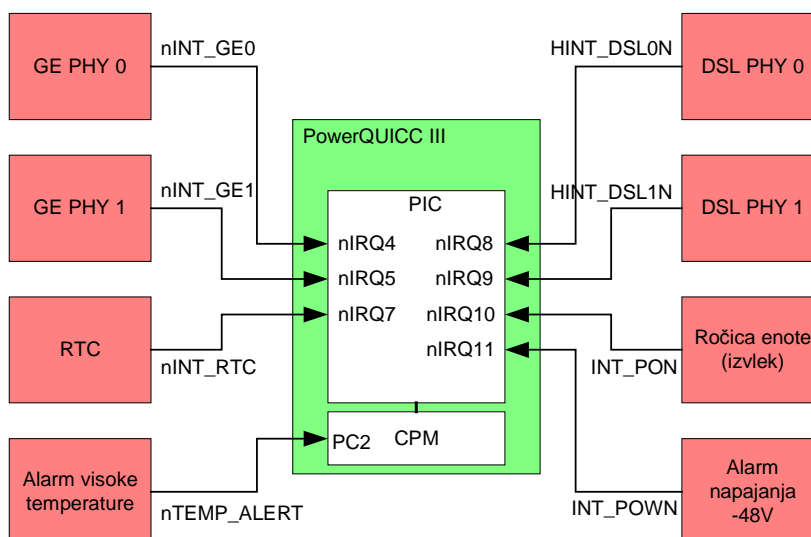 nINT_GE0
HINT_DSL0N
GE PHY 0
DSL PHY 0
PowerQUICC III
GE PHY 1
nINT_GE1
PIC
HINT_DSL1N
DSL PHY 1
nIRQ4
nIRQ8
nIRQ5
nIRQ9
nIRQ7
nIRQ10
nIRQ11
RTC
nINT_RTC
INT_PON
Ročica enote
(izvlek)
PC2
CPM
Alarm visoke
temperature
nTEMP_ALERT
INT_POWN
Alarm
napajanja
-48V